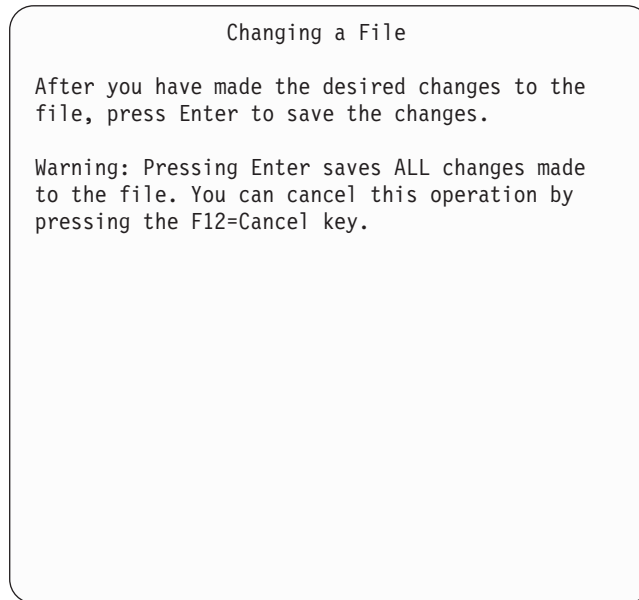 Changing a File
After you have made the desired changes to the
file, press Enter to save the changes.
Warning: Pressing Enter saves ALL changes made
to the file. You can cancel this operation by
pressing the F12=Cancel key.